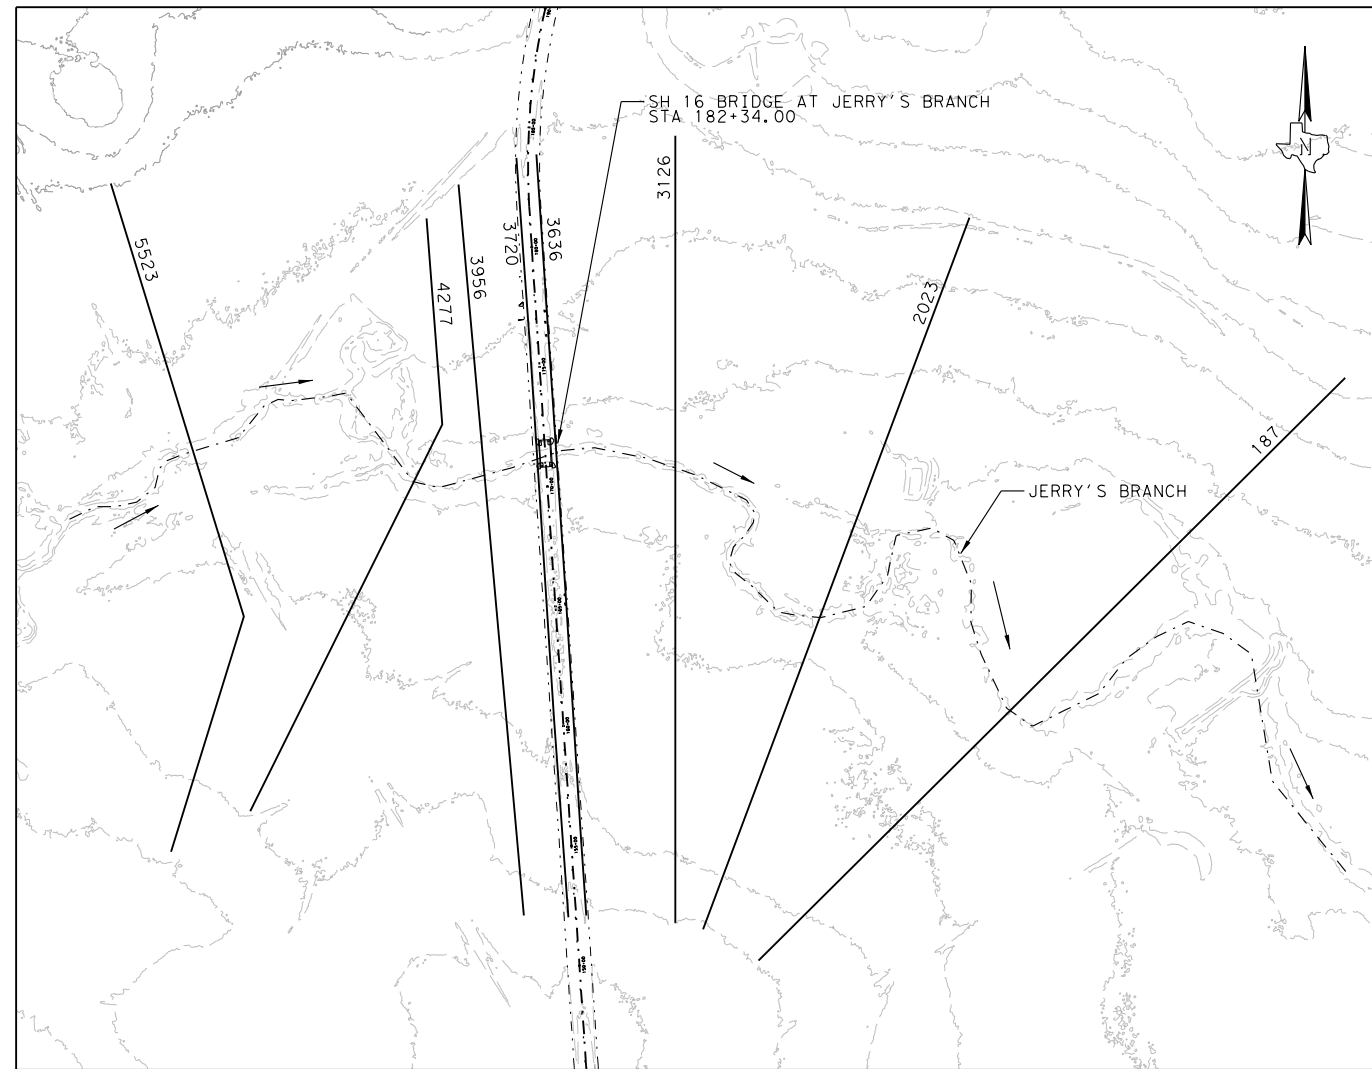 SH 16 BRIDGE AT JERRY'S BRANCH
STA 182+34.00
N
3126
5523
4277
3956
3720
3636
2023
187
JERRY'S BRANCH